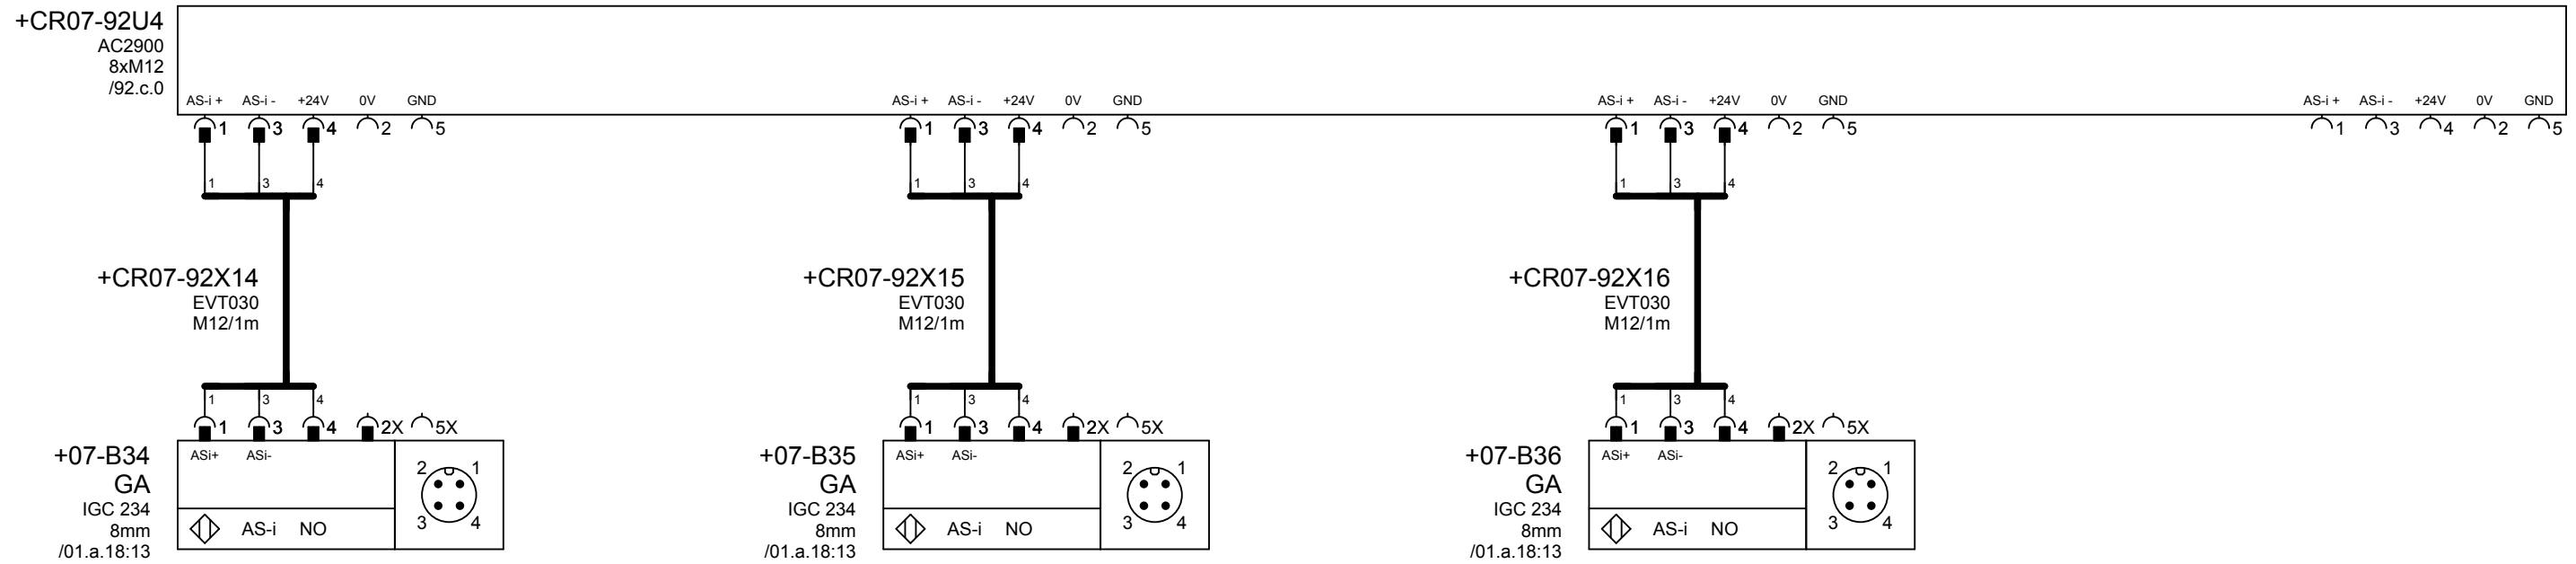 +CR07-92U4
AC2900
8xM12
/92.c.0
AS-i + AS-i - +24V 0V GND AS-i + AS-i - +24V 0V GND AS-i + AS-i - +24V 0V GND AS-i + AS-i - +24V 0V GND
1 3 4 2 5 1 3 4 2 5 1 3 4 2 5 1 3 4 2 5
1 3 4 1 3 4 1 3 4
+CR07-92X14 +CR07-92X15 +CR07-92X16
EVT030 EVT030 EVT030
M12/1m M12/1m M12/1m
1 3 4 1 3 4 1 3 4
1 3 4 2X 5X 1 3 4 2X 5X 1 3 4 2X 5X
+07-B34 ASi+ ASi- 2 1 +07-B35 ASi+ ASi- 2 1 +07-B36 ASi+ ASi- 2 1
GA GA GA
IGC 234 IGC 234 IGC 234
8mm AS-i NO 3 4 8mm AS-i NO 3 4 8mm AS-i NO 3 4
/01.a.18:13 /01.a.18:13 /01.a.18:13